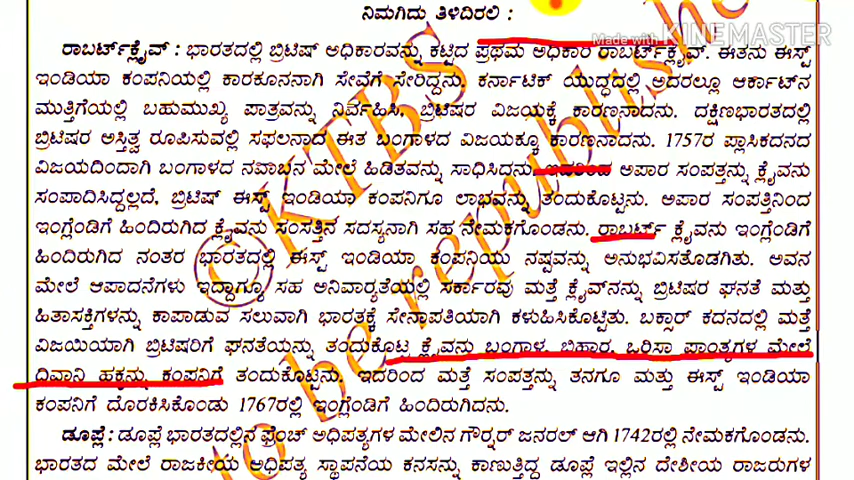 ನಿಮಗಿದು ತಿಳಿದಿರಲಿ :
Made with KINEMASTER
ರಾಬರ್ಟ್‌ಕ್ಲೈವ್ : ಭಾರತದಲ್ಲಿ ಬ್ರಿಟಿಷ್ ಅಧಿಕಾರವನ್ನು ಕಟ್ಟಿದ ಪ್ರಥಮ ಅಧಿಕಾರಿ ರಾಬರ್ಟ್‌ಕ್ಲೈವ್. ಈತನು ಈಸ್ಟ್
ಇಂಡಿಯಾ ಕಂಪನಿಯಲ್ಲಿ ಕಾರಕೂನನಾಗಿ ಸೇವೆಗೆ ಸೇರಿದ್ದನು. ಕರ್ನಾಟಿಕ್ ಯುದ್ಧದಲ್ಲಿ ಅದರಲ್ಲೂ ಆರ್ಕಾಟ್‌ನ
ಮುತ್ತಿಗೆಯಲ್ಲಿ ಬಹುಮುಖ್ಯ ಪಾತ್ರವನ್ನು ನಿರ್ವಹಿಸಿ, ಬ್ರಿಟಿಷರ ವಿಜಯಕ್ಕೆ ಕಾರಣನಾದನು. ದಕ್ಷಿಣಭಾರತದಲ್ಲಿ
ಬ್ರಿಟಿಷರ ಅಸ್ತಿತ್ವ ರೂಪಿಸುವಲ್ಲಿ ಸಫಲನಾದ ಈತ ಬಂಗಾಳದ ವಿಜಯಕ್ಕೂ ಕಾರಣನಾದನು. 1757ರ ಪ್ಲಾಸಿಕದನದ
ವಿಜಯದಿಂದಾಗಿ ಬಂಗಾಳದ ನವಾಬನ ಮೇಲೆ ಹಿಡಿತವನ್ನು ಸಾಧಿಸಿದ್ದನು. ಇದರಿಂದ ಅಪಾರ ಸಂಪತ್ತನ್ನು ಕ್ಲೈವನು
ಸಂಪಾದಿಸಿದ್ದಲ್ಲದೆ, ಬ್ರಿಟಿಷ್ ಈಸ್ಟ್ ಇಂಡಿಯಾ ಕಂಪನಿಗೂ ಲಾಭವನ್ನು ತಂದುಕೊಟ್ಟನು. ಅಪಾರ ಸಂಪತ್ತಿನಿಂದ
ಇಂಗ್ಲೆಂಡಿಗೆ ಹಿಂದಿರುಗಿದ ಕ್ಲೈವನು ಸಂಸತ್ತಿನ ಸದಸ್ಯನಾಗಿ ಸಹ ನೇಮಕಗೊಂಡನು. ರಾಬರ್ಟ್ ಕ್ಲೈವನು ಇಂಗ್ಲೆಂಡಿಗೆ
ಹಿಂದಿರುಗಿದ ನಂತರ ಭಾರತದಲ್ಲಿ ಈಸ್ಟ್ ಇಂಡಿಯಾ ಕಂಪನಿಯು ನಷ್ಟವನ್ನು ಅನುಭವಿಸತೊಡಗಿತು. ಅವನ
ಮೇಲೆ ಆಪಾದನೆಗಳು ಇದ್ದಾಗ್ಯೂ ಸಹ ಅನಿವಾರ್‍ಯತೆಯಲ್ಲಿ ಸರ್ಕಾರವು ಮತ್ತೆ ಕ್ಲೈವ್‌ನನ್ನು ಬ್ರಿಟಿಷರ ಘನತೆ ಮತ್ತು
ಹಿತಾಸಕ್ತಿಗಳನ್ನು ಕಾಪಾಡುವ ಸಲುವಾಗಿ ಭಾರತಕ್ಕೆ ಸೇನಾಪತಿಯಾಗಿ ಕಳುಹಿಸಿಕೊಟ್ಟಿತು. ಬಕ್ಸಾರ್ ಕದನದಲ್ಲಿ ಮತ್ತೆ
ವಿಜಯಿಯಾಗಿ ಬ್ರಿಟಿಷರಿಗೆ ಘನತೆಯನ್ನು ತಂದುಕೊಟ್ಟ ಕ್ಲೈವನು ಬಂಗಾಳ, ಬಿಹಾರ, ಒರಿಸಾ ಪ್ರಾಂತ್ಯಗಳ ಮೇಲೆ
ದಿವಾನಿ ಹಕ್ಕನ್ನು ಕಂಪನಿಗೆ ತಂದುಕೊಟ್ಟನು. ಇದರಿಂದ ಮತ್ತೆ ಸಂಪತ್ತನ್ನು ತನಗೂ ಮತ್ತು ಈಸ್ಟ್ ಇಂಡಿಯಾ
ಕಂಪನಿಗೆ ದೊರಕಿಸಿಕೊಂಡು 1767ರಲ್ಲಿ ಇಂಗ್ಲೆಂಡಿಗೆ ಹಿಂದಿರುಗಿದನು.
ಡೂಪ್ಲೆ : ಡೂಪ್ಲೆ ಭಾರತದಲ್ಲಿನ ಫ್ರೆಂಚ್ ಅಧಿಪತ್ಯಗಳ ಮೇಲಿನ ಗೌರ್‍ನರ್ ಜನರಲ್ ಆಗಿ 1742ರಲ್ಲಿ ನೇಮಕಗೊಂಡನು.
ಭಾರತದ ಮೇಲೆ ರಾಜಕೀಯ ಅಧಿಪತ್ಯ ಸ್ಥಾಪನೆಯ ಕನಸನ್ನು ಕಾಣುತ್ತಿದ್ದ ಡೂಪ್ಲೆ ಇಲ್ಲಿನ ದೇಶೀಯ ರಾಜರುಗಳ
©KTBS
to be republishe